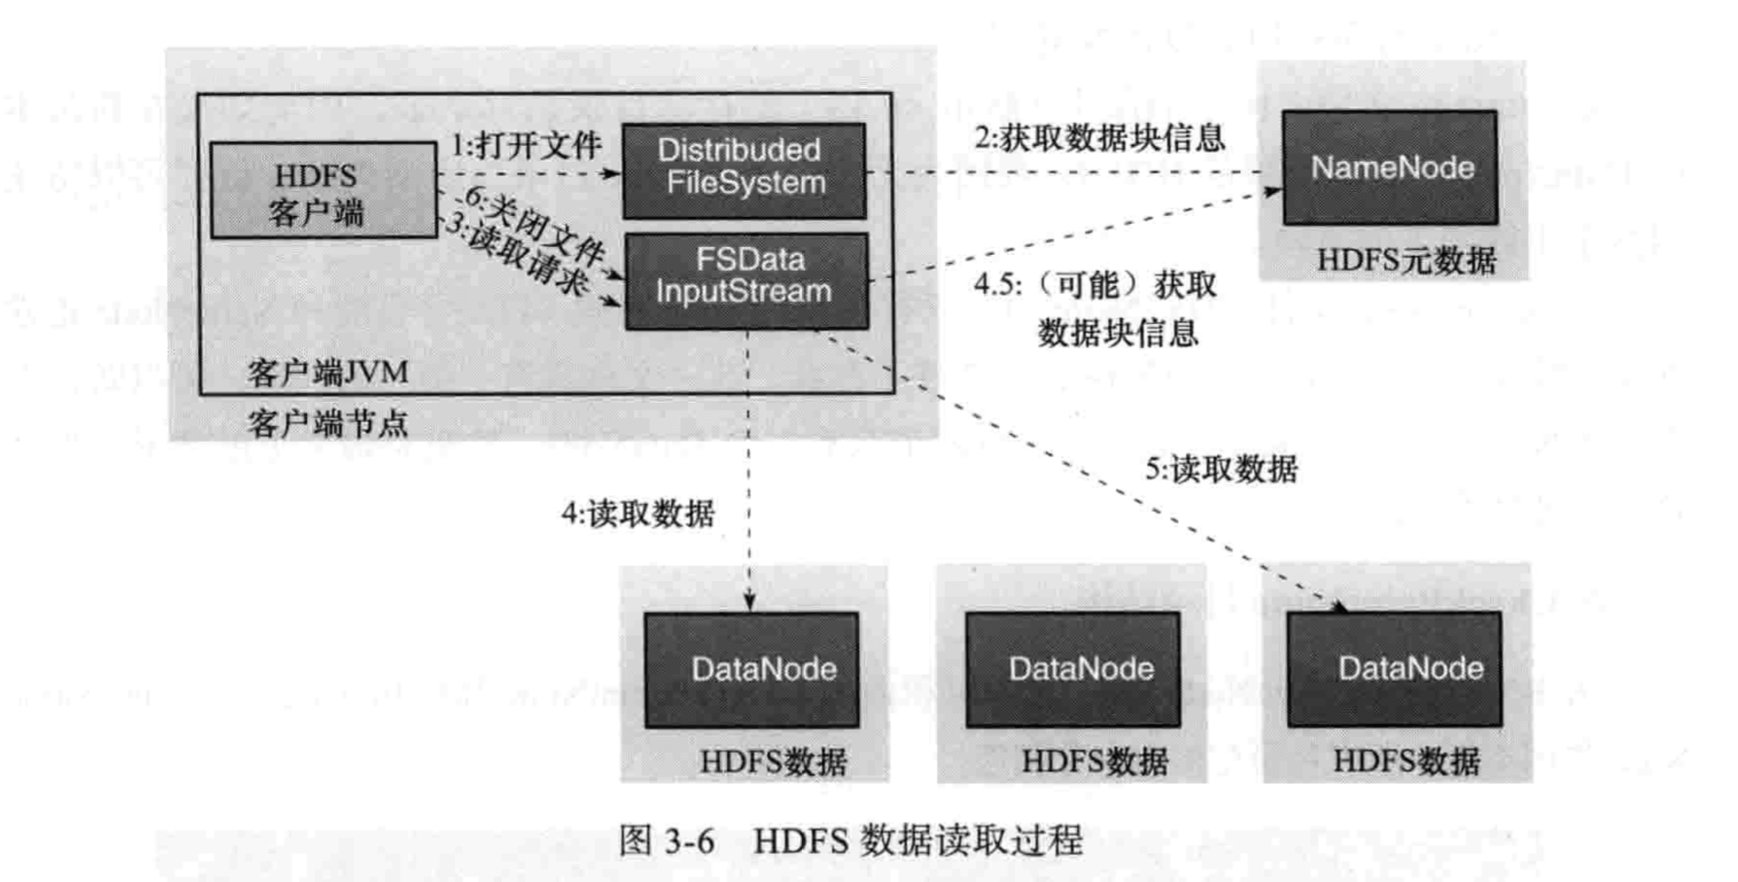 1:打开文件
Distribuded
FileSystem
2:获取数据块信息
NameNode
HDFS
客户端
6:关闭文件
3:读取请求
FSData
InputStream
HDFS元数据
4.5:（可能）获取
数据块信息
客户端JVM
客户端节点
4:读取数据
5:读取数据
DataNode
DataNode
DataNode
HDFS数据
HDFS数据
HDFS数据
图 3-6 HDFS 数据读取过程